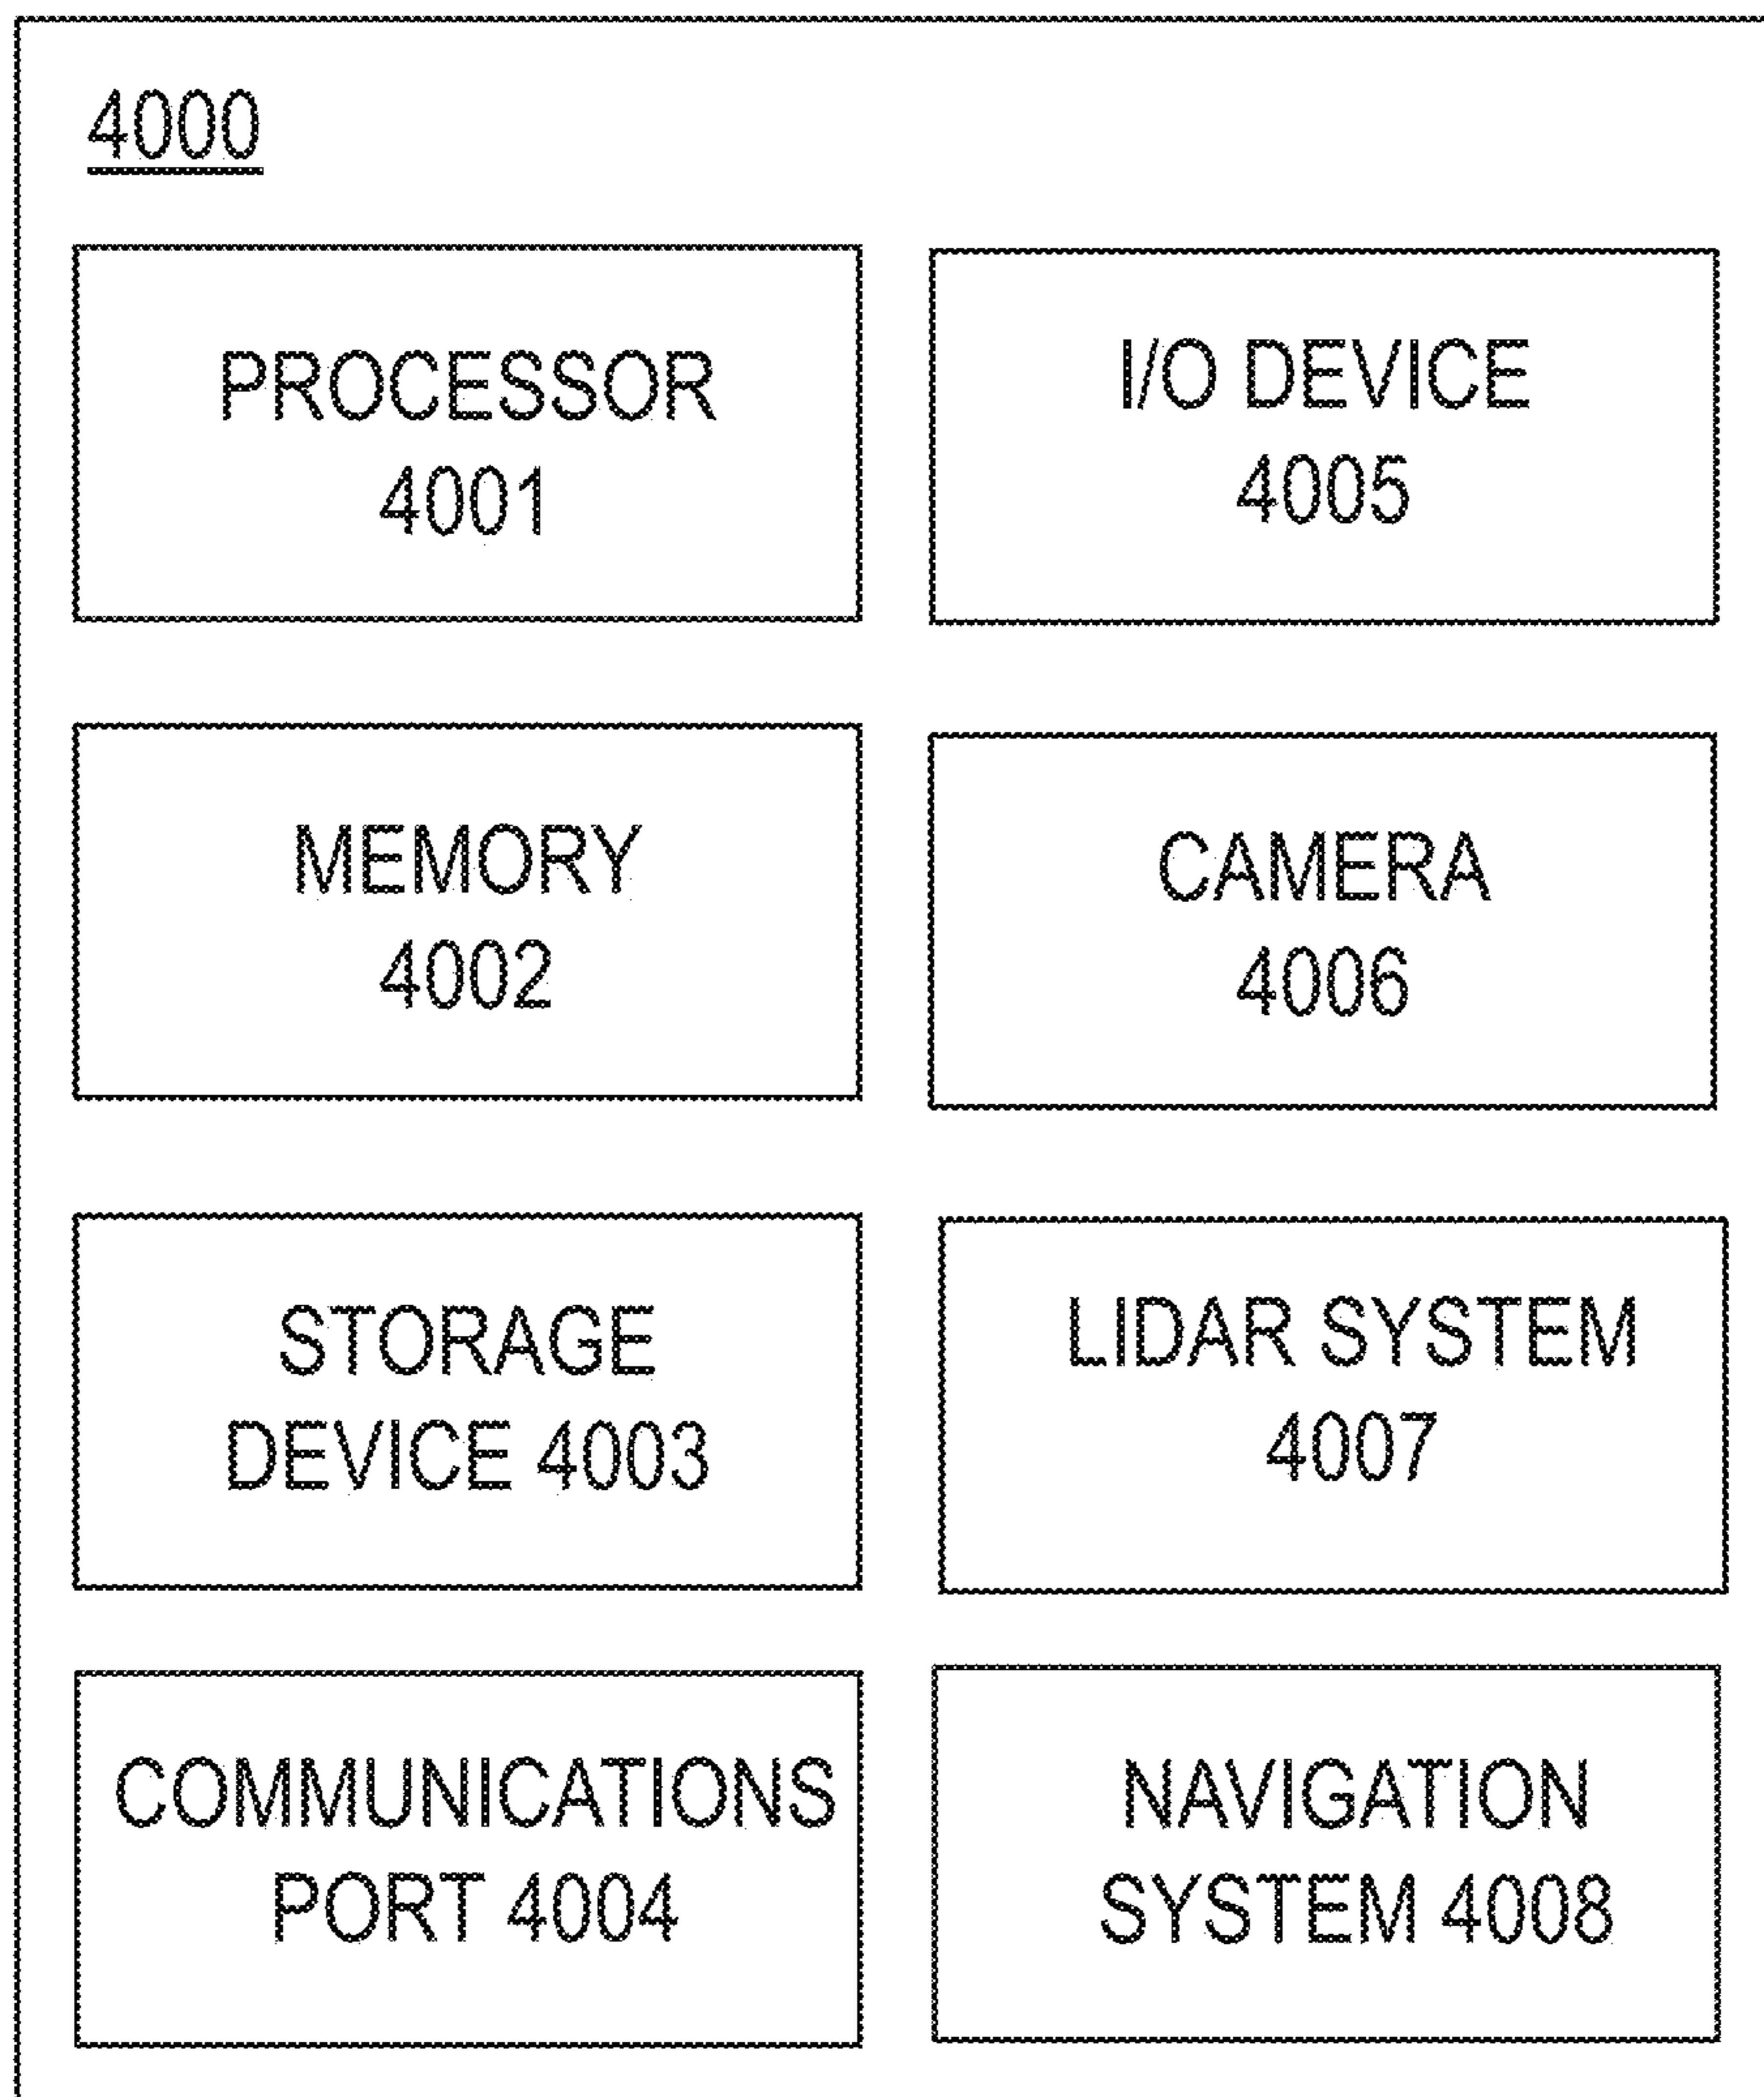 4000
PROCESSOR
4001
I/O DEVICE
4005
MEMORY
4002
CAMERA
4006
STORAGE
DEVICE 4003
LIDAR SYSTEM
4007
COMMUNICATIONS
PORT 4004
NAVIGATION
SYSTEM 4008